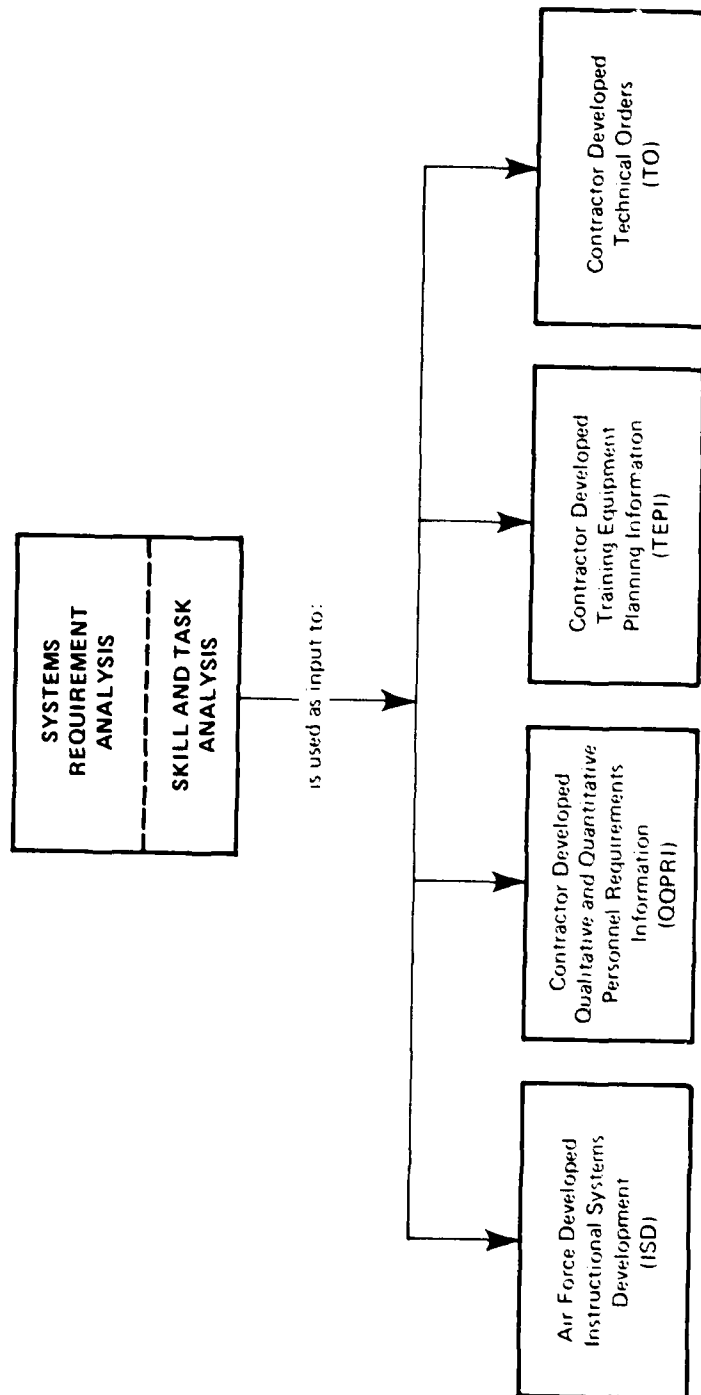 SYSTEMS
REQUIREMENT
ANALYSIS
SKILL AND TASK
ANALYSIS
is used as input to:
Air Force Developed
Instructional Systems
Development
(ISD)
Contractor Developed
Qualitative and Quantitative
Personnel Requirements
Information
(QQPRI)
Contractor Developed
Training Equipment
Planning Information
(TEPI)
Contractor Developed
Technical Orders
(TO)